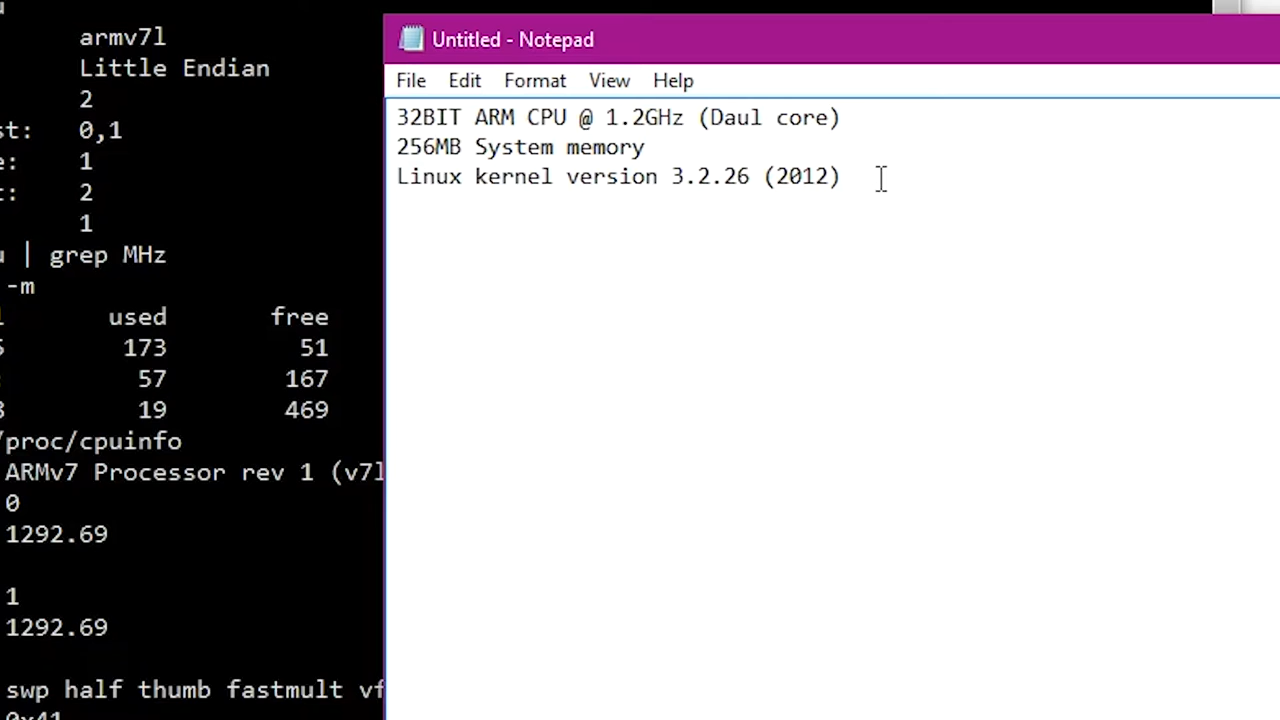 armv7l
Little Endian
2
st: 0,1
e: 1
t: 2
1
u | grep MHz
-m
used free
173 51
57 167
19 469
/proc/cpuinfo
ARMv7 Processor rev 1 (v7l
0
1292.69
1
1292.69
swp half thumb fastmult vf
Untitled - Notepad
File Edit Format View Help
32BIT ARM CPU @ 1.2GHz (Daul core)
256MB System memory
Linux kernel version 3.2.26 (2012)